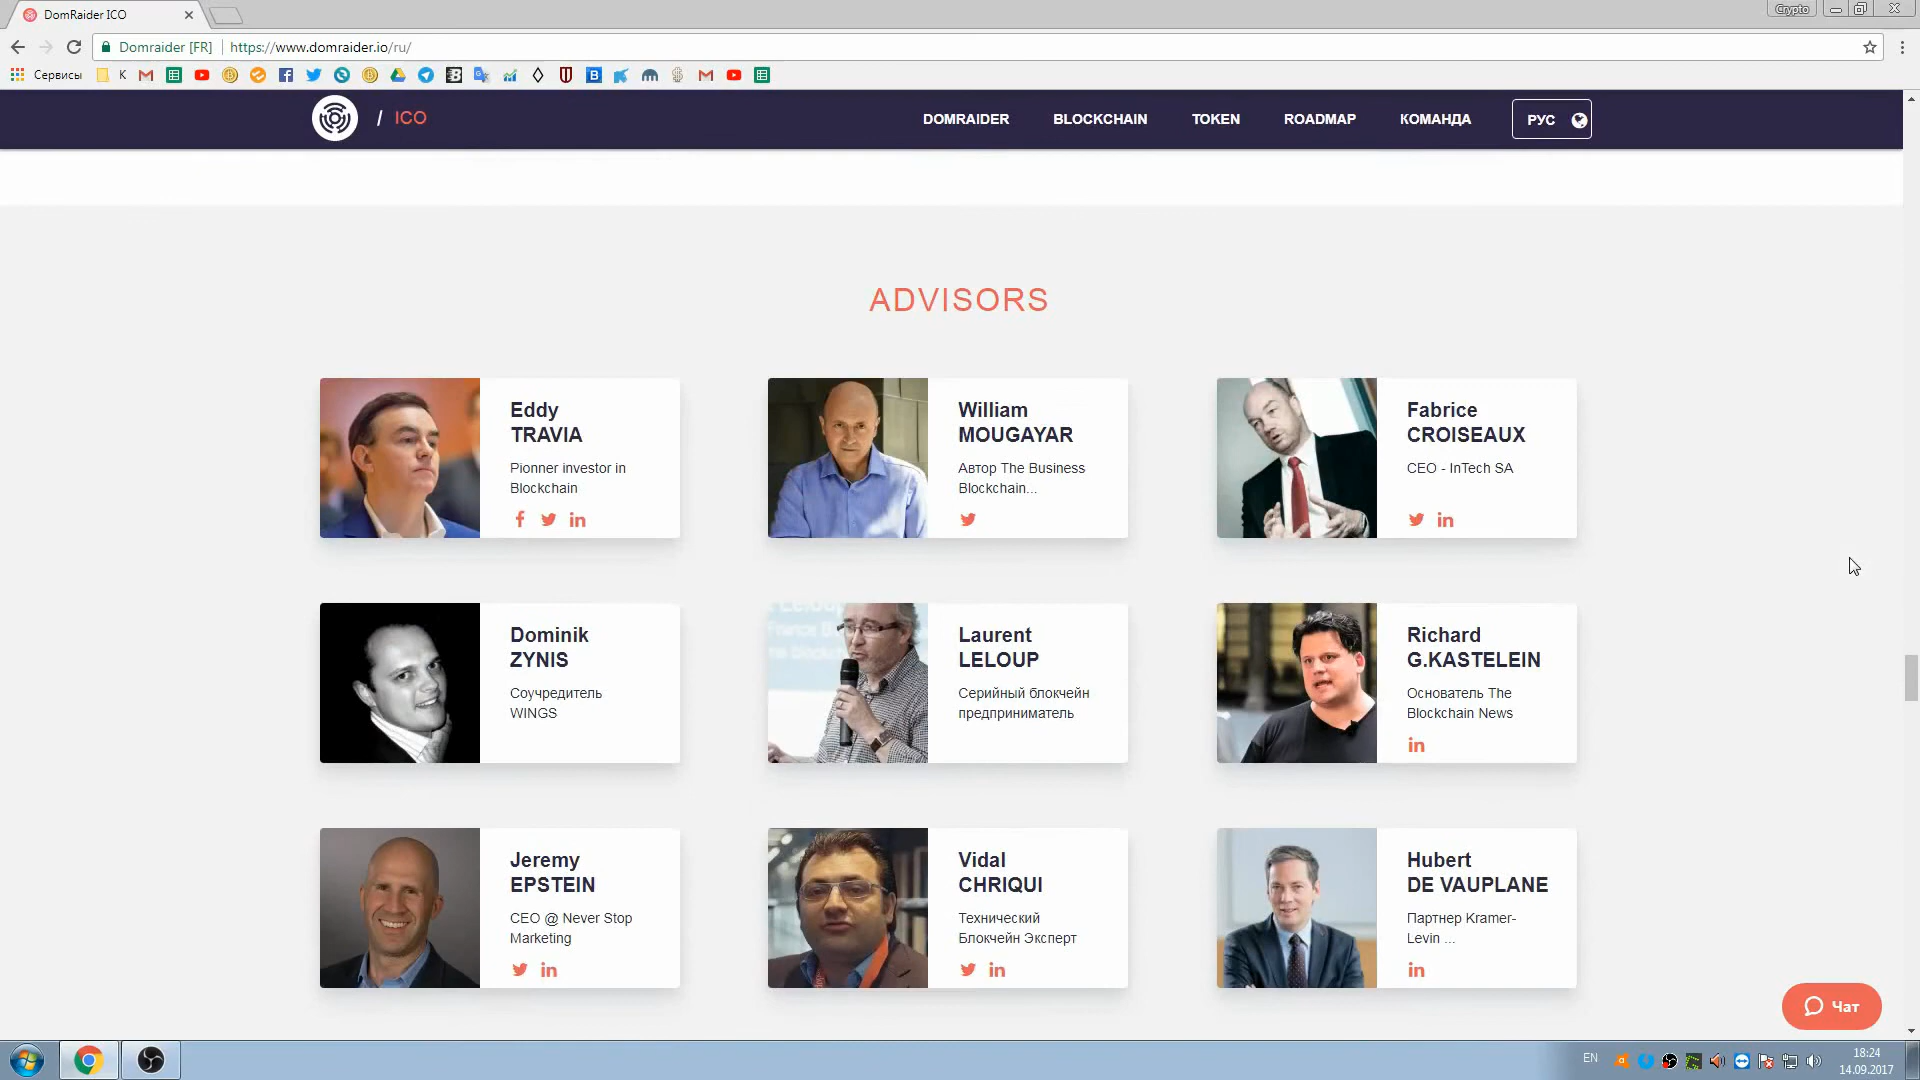 DomRaider ICO
Crypto
Domraider [FR] https://www.domraider.io/ru/
Сервисы K
/ ICO DOMRAIDER BLOCKCHAIN TOKEN ROADMAP КОМАНДА РУС
ADVISORS
Eddy
TRAVIA
Pionner investor in
Blockchain
William
MOUGAYAR
Автор The Business
Blockchain...
Fabrice
CROISEAUX
CEO - InTech SA
Dominik
ZYNIS
Соучредитель
WINGS
Laurent
LELOUP
Серийный блокчейн
предприниматель
Richard
G.KASTELEIN
Основатель The
Blockchain News
Jeremy
EPSTEIN
CEO @ Never Stop
Marketing
Vidal
CHRIQUI
Технический
Блокчейн Эксперт
Hubert
DE VAUPLANE
Партнер Kramer-
Levin ...
Чат
EN
18:24
14.09.2017